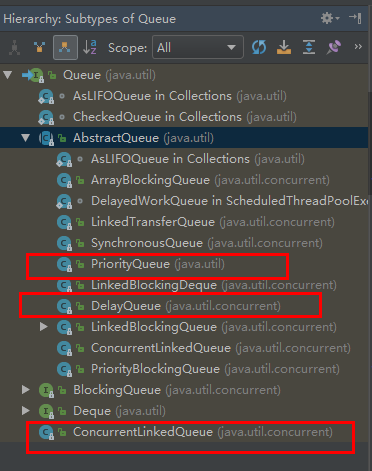 Hierarchy: Subtypes of Queue
Scope: All
Queue (java.util)
AsLIFOQueue in Collections (java.util)
CheckedQueue in Collections (java.util)
AbstractQueue (java.util)
AsLIFOQueue in Collections (java.util)
ArrayBlockingQueue (java.util.concurrent)
DelayedWorkQueue in ScheduledThreadPoolExe
LinkedTransferQueue (java.util.concurrent)
SynchronousQueue (java.util.concurrent)
PriorityQueue (java.util)
LinkedBlockingDeque (java.util.concurrent)
DelayQueue (java.util.concurrent)
LinkedBlockingQueue (java.util.concurrent)
ConcurrentLinkedQueue (java.util.concurrent)
PriorityBlockingQueue (java.util.concurrent)
BlockingQueue (java.util.concurrent)
Deque (java.util)
ConcurrentLinkedQueue (java.util.concurrent)